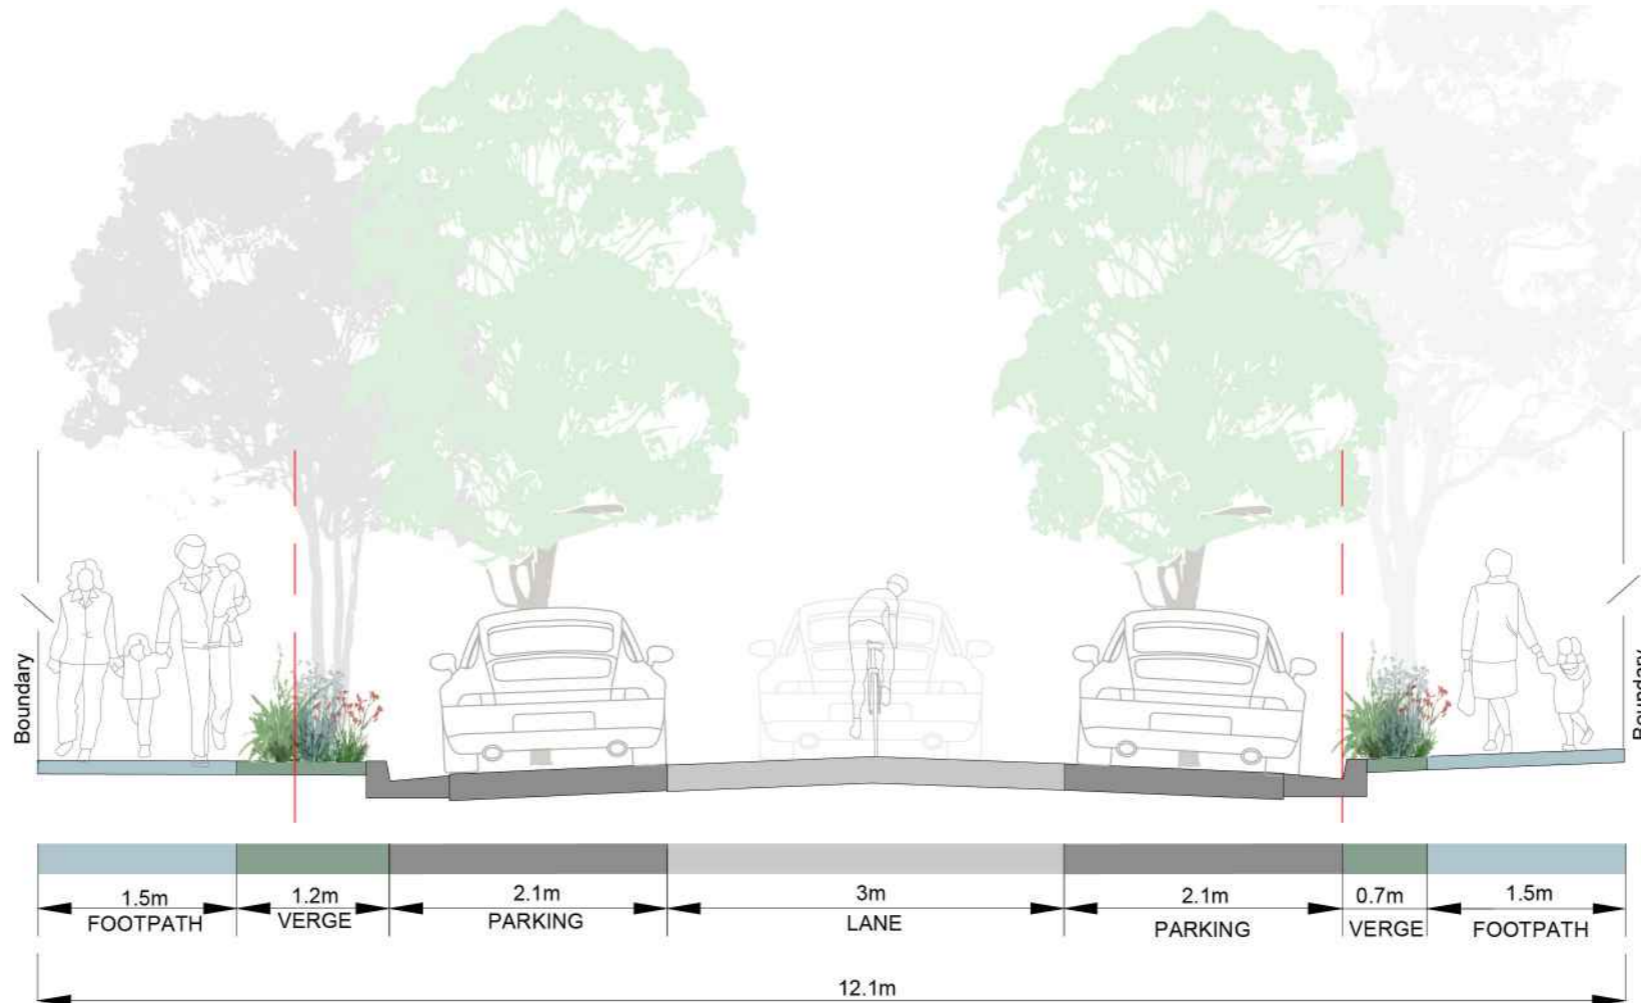 Boundary
Boundary
1.5m
1.2m
2.1m
3m
2.1m
0.7m
1.5m
FOOTPATH
VERGE
PARKING
LANE
PARKING
VERGE
FOOTPATH
12.1m